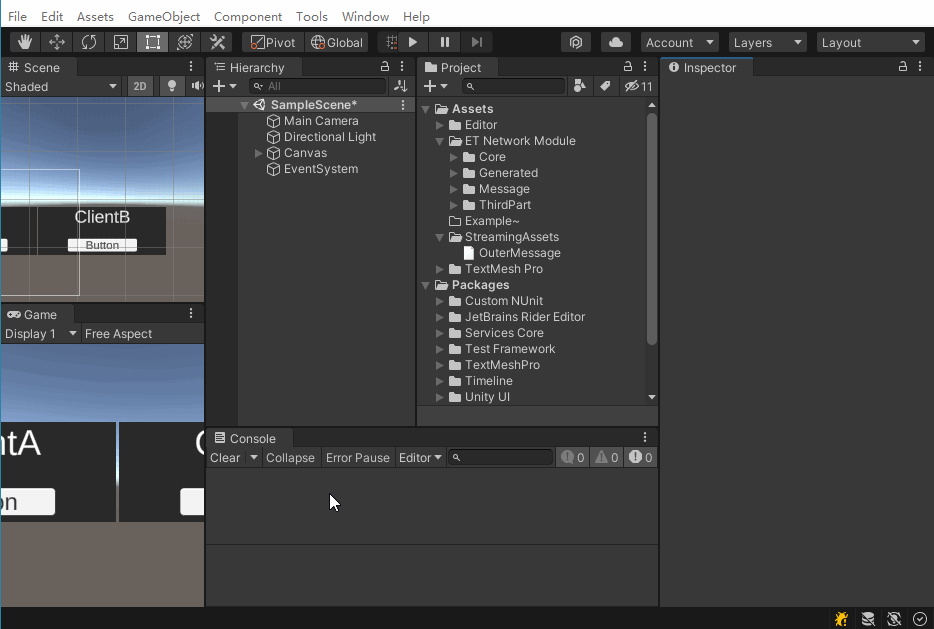 File Edit Assets GameObject Component Tools Window Help
Pivot Global Account Layers Layout
Scene
Shaded 2D
ClientB
Button
Game
Display 1 Free Aspect
ntA C
on
Hierarchy
All
SampleScene*
Main Camera
Directional Light
Canvas
EventSystem
Project
11
Assets
Editor
ET Network Module
Core
Generated
Message
ThirdPart
Example~
StreamingAssets
OuterMessage
TextMesh Pro
Packages
Custom NUnit
JetBrains Rider Editor
Services Core
Test Framework
TextMeshPro
Timeline
Unity UI
Console
Clear Collapse Error Pause Editor 0 0 0
Inspector